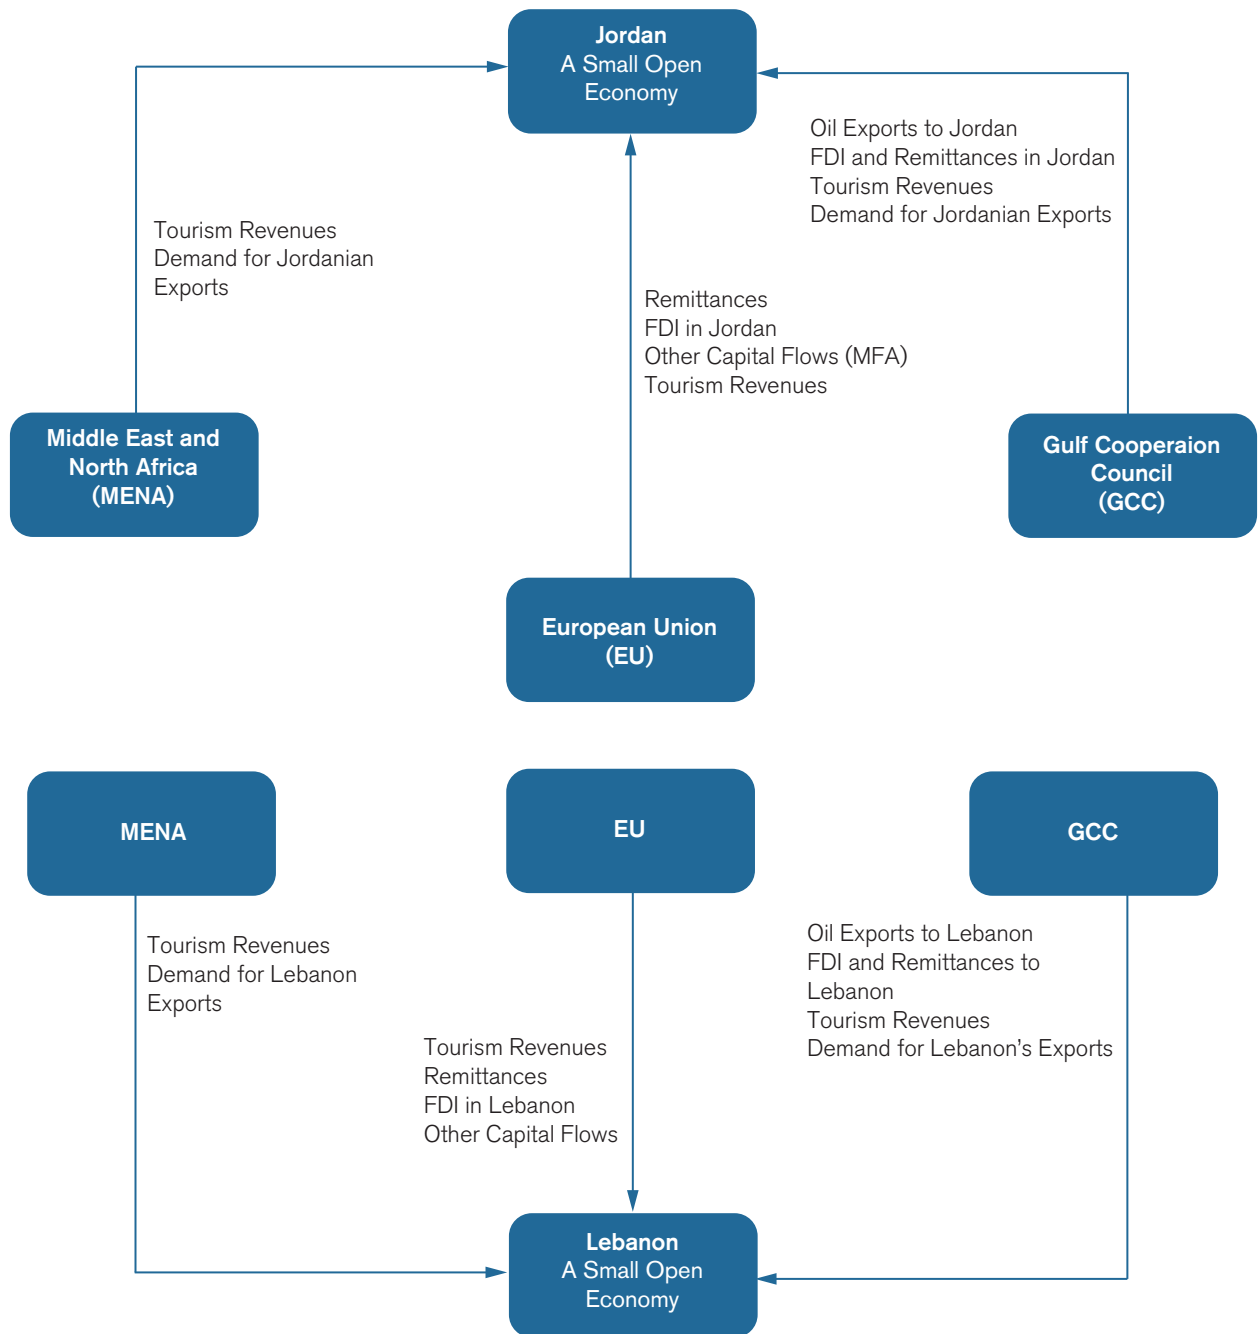 Jordan
A Small Open
Economy
Oil Exports to Jordan
FDI and Remittances in Jordan
Tourism Revenues
Demand for Jordanian Exports
Tourism Revenues
Demand for Jordanian
Exports
Remittances
FDI in Jordan
Other Capital Flows (MFA)
Tourism Revenues
Middle East and
North Africa
(MENA)
Gulf Cooperaion
Council
(GCC)
European Union
(EU)
MENA
EU
GCC
Tourism Revenues
Demand for Lebanon
Exports
Oil Exports to Lebanon
FDI and Remittances to
Lebanon
Tourism Revenues
Demand for Lebanon’s Exports
Tourism Revenues
Remittances
FDI in Lebanon
Other Capital Flows
Lebanon
A Small Open
Economy